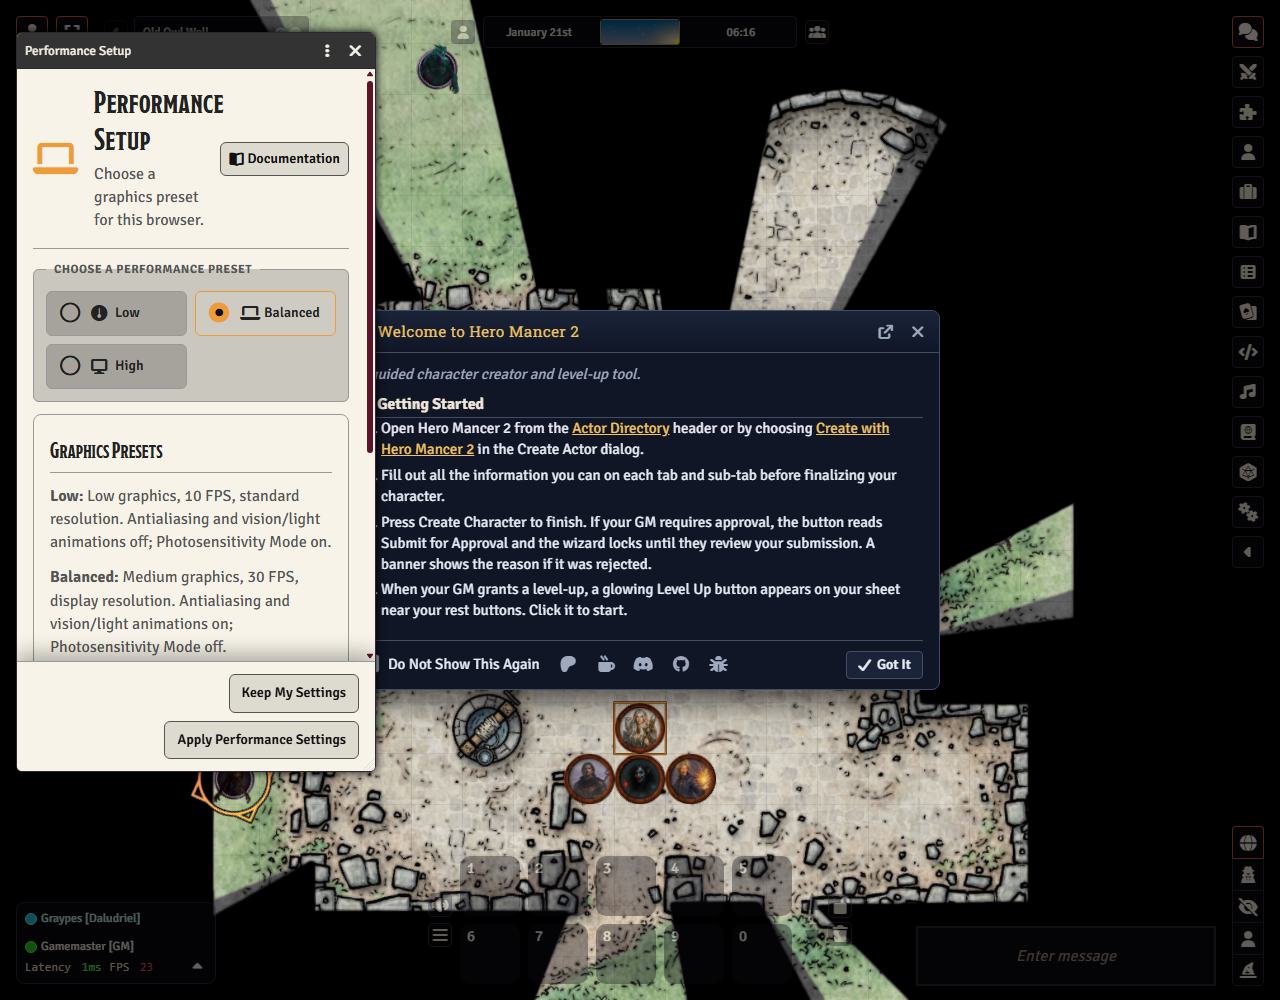 Old Owl Well
January 21st
06:16
Performance Setup
Performance
Setup
Choose a
graphics preset
for this browser.
Documentation
CHOOSE A PERFORMANCE PRESET
Low
Balanced
High
Graphics Presets
Low: Low graphics, 10 FPS, standard
resolution. Antialiasing and vision/light
animations off; Photosensitivity Mode on.
Balanced: Medium graphics, 30 FPS,
display resolution. Antialiasing and
vision/light animations on;
Photosensitivity Mode off.
Keep My Settings
Apply Performance Settings
Welcome to Hero Mancer 2
guided character creator and level-up tool.
Getting Started
Open Hero Mancer 2 from the Actor Directory header or by choosing Create with
Hero Mancer 2 in the Create Actor dialog.
Fill out all the information you can on each tab and sub-tab before finalizing your
character.
Press Create Character to finish. If your GM requires approval, the button reads
Submit for Approval and the wizard locks until they review your submission. A
banner shows the reason if it was rejected.
When your GM grants a level-up, a glowing Level Up button appears on your sheet
near your rest buttons. Click it to start.
Do Not Show This Again
Got It
1 2 3 4 5
6 7 8 9 0
Graypes [Daludriel]
Gamemaster [GM]
Latency 1ms FPS 23
Enter message